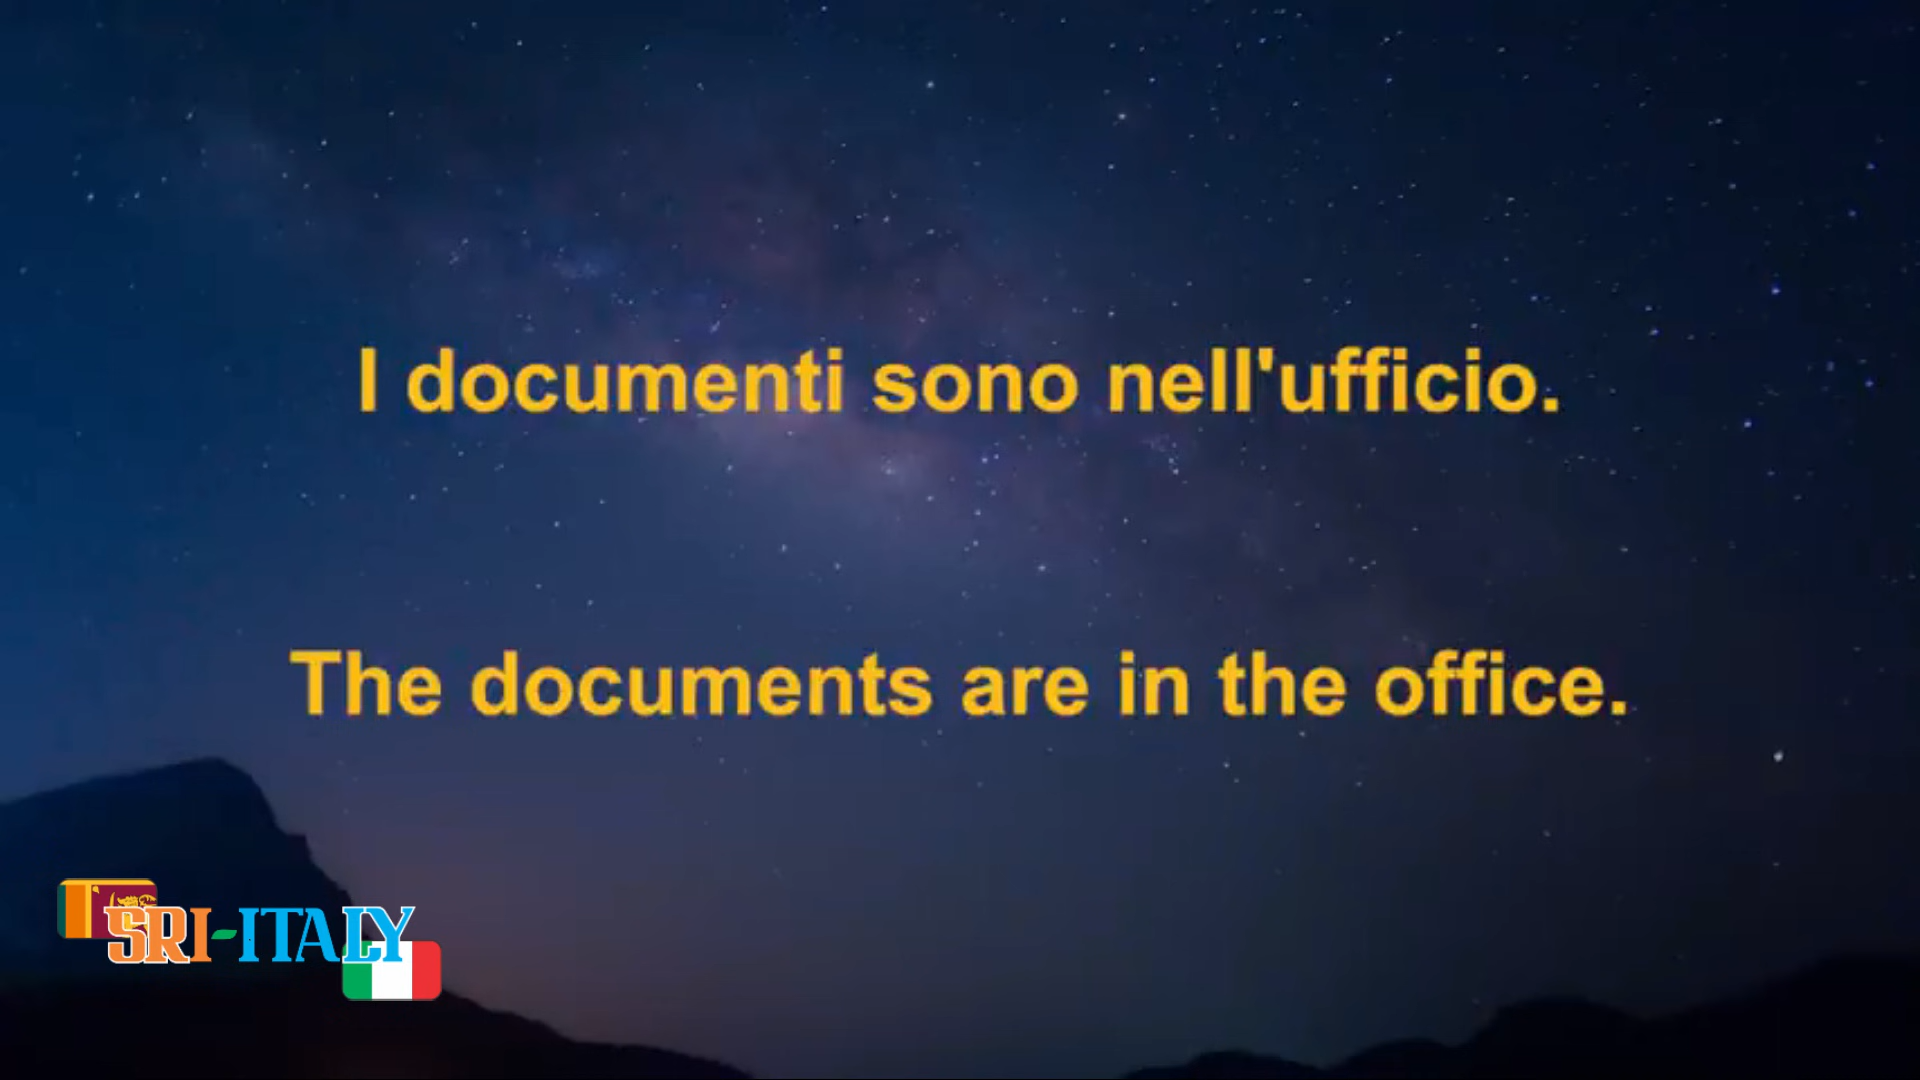 I documenti sono nell'ufficio.
The documents are in the office.
SRI-ITALY